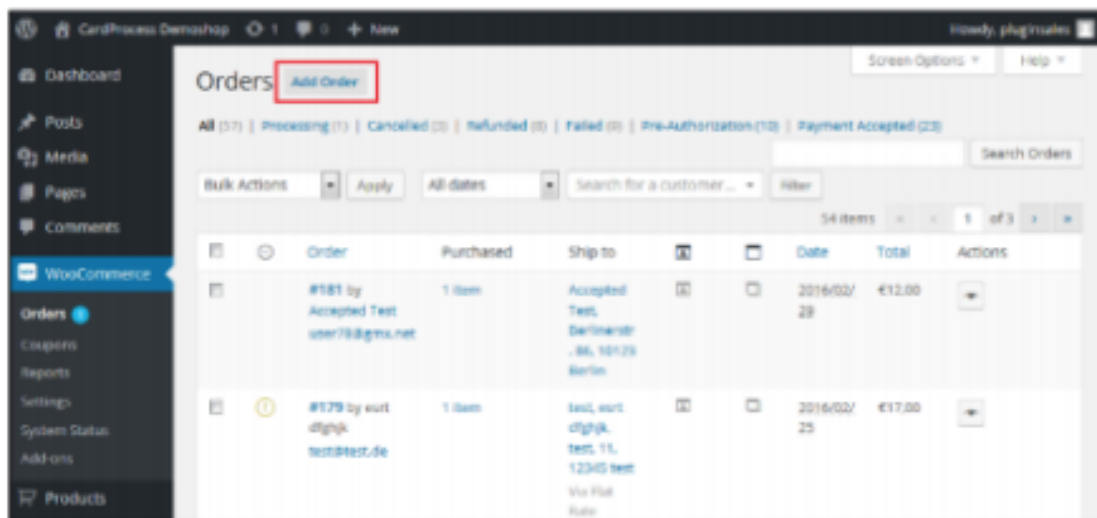 CardProcess Demoshop 1 0 + New Howdy, pluginsales
Screen Options Help
Dashboard
Posts
Media
Pages
Comments
WooCommerce
Orders 1
Coupons
Reports
Settings
System Status
Add-ons
Products
Orders Add Order
All (57) | Processing (1) | Cancelled (3) | Refunded | Failed | Pre-Authorization (10) | Payment Accepted (23)
Search Orders
Bulk Actions Apply All dates Search for a customer... Filter
54 items « ‹ 1 of 3 › »
Order Purchased Ship to Date Total Actions
#181 by 1 item Accepted 2016/02/ €12,00
Accepted Test Test, 29
user78@gmx.net Berlinerstr
. 86, 10123
Berlin
#179 by eurt 1 item test, eurt 2016/02/ €17,00
dfghjk dfghjk, 25
test@test.de test, 11,
12345 test
Via Flat
Rate